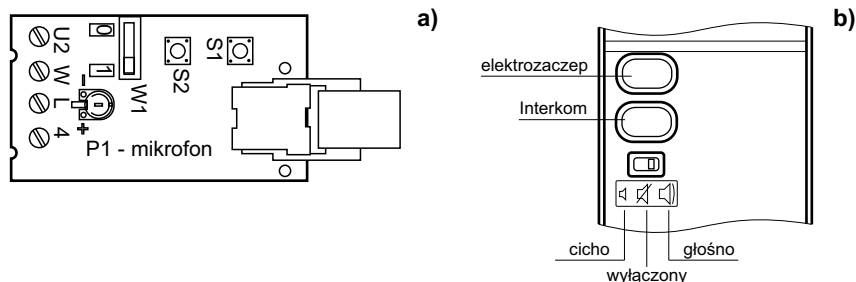 a)
U2
W
L
4
0
1
W1
-
+
S2
S1
P1 - mikrofon
b)
elektrozaczep
Interkom
cicho
głośno
wyłączony